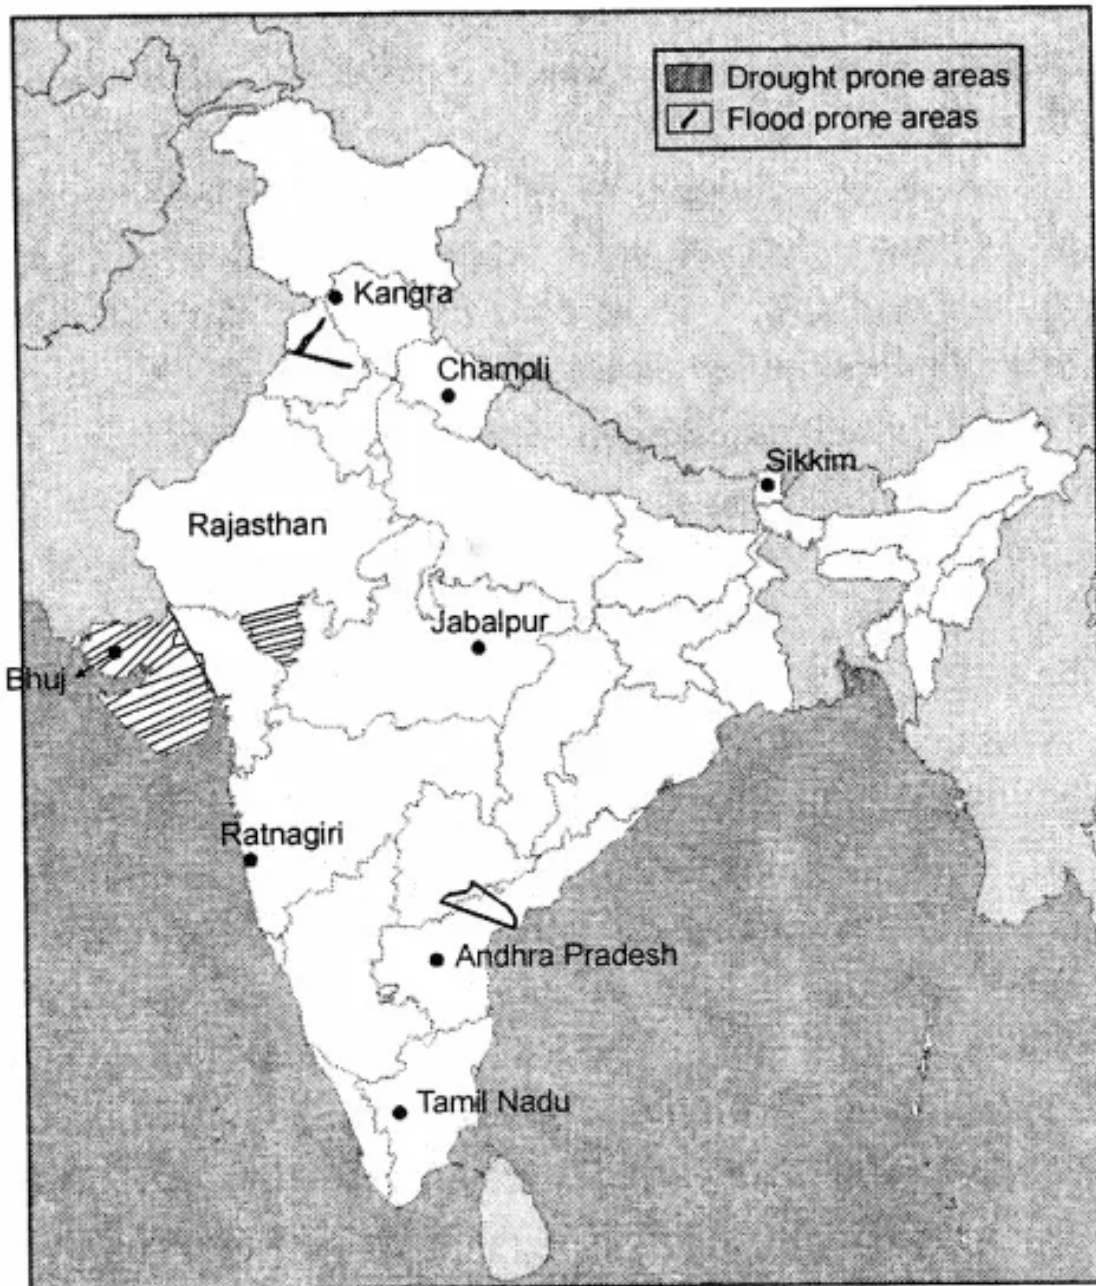 Drought prone areas
Flood prone areas
Kangra
Chamoli
Sikkim
Rajasthan
Jabalpur
Bhuj
Ratnagiri
Andhra Pradesh
Tamil Nadu